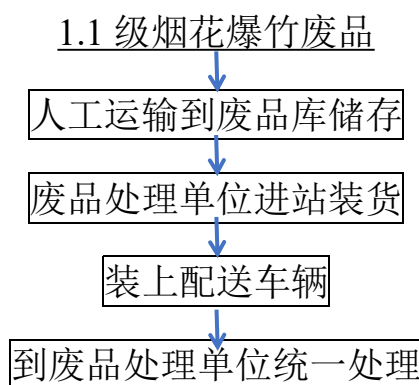 1.1 级烟花爆竹废品
人工运输到废品库储存
废品处理单位进站装货
装上配送车辆
到废品处理单位统一处理